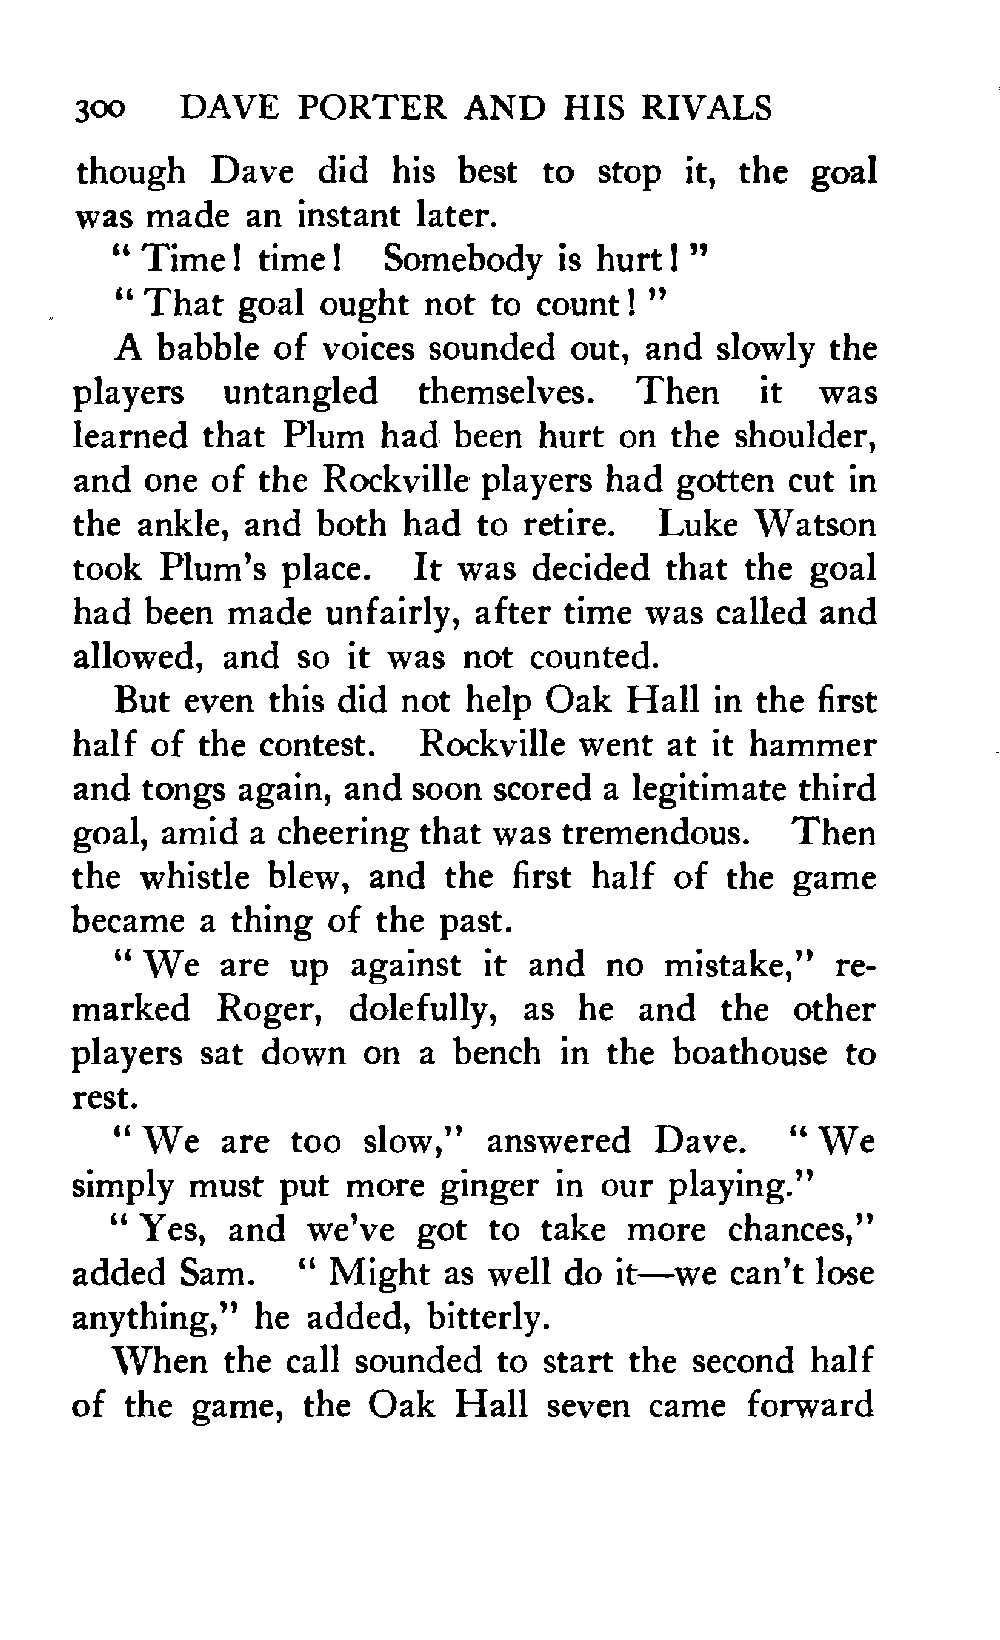 300 DAVE PORTER AND HIS RIVALS
though Dave did his best to stop it, the goal
was made an instant later.
" Time! time! Somebody is hurt! "
" That goal ought not to count! "
A babble of voices sounded out, and slowly the
players untangled themselves. Then it was
learned that Plum had been hurt on the shoulder,
and one of the Rockville players had gotten cut in
the ankle, and both had to retire. Luke Watson
took Plum's place. It was decided that the goal
had been made unfairly, after time was called and
allowed, and so it was not counted.
But even this did not help Oak Hall in the first
half of the contest. Rockville went at it hammer
and tongs again, and soon scored a legitimate third
goal, amid a cheering that was tremendous. Then
the whistle blew, and the first half of the game
became a thing of the past.
" We are up against it and no mistake," re-
marked Roger, dolefully, as he and the other
players sat down on a bench in the boathouse to
rest.
" We are too slow," answered Dave. " We
simply must put more ginger in our playing."
" Yes, and we've got to take more chances,"
added Sam. " Might as well do it—we can't lose
anything," he added, bitterly.
When the call sounded to start the second half
of the game, the Oak Hall seven came forward